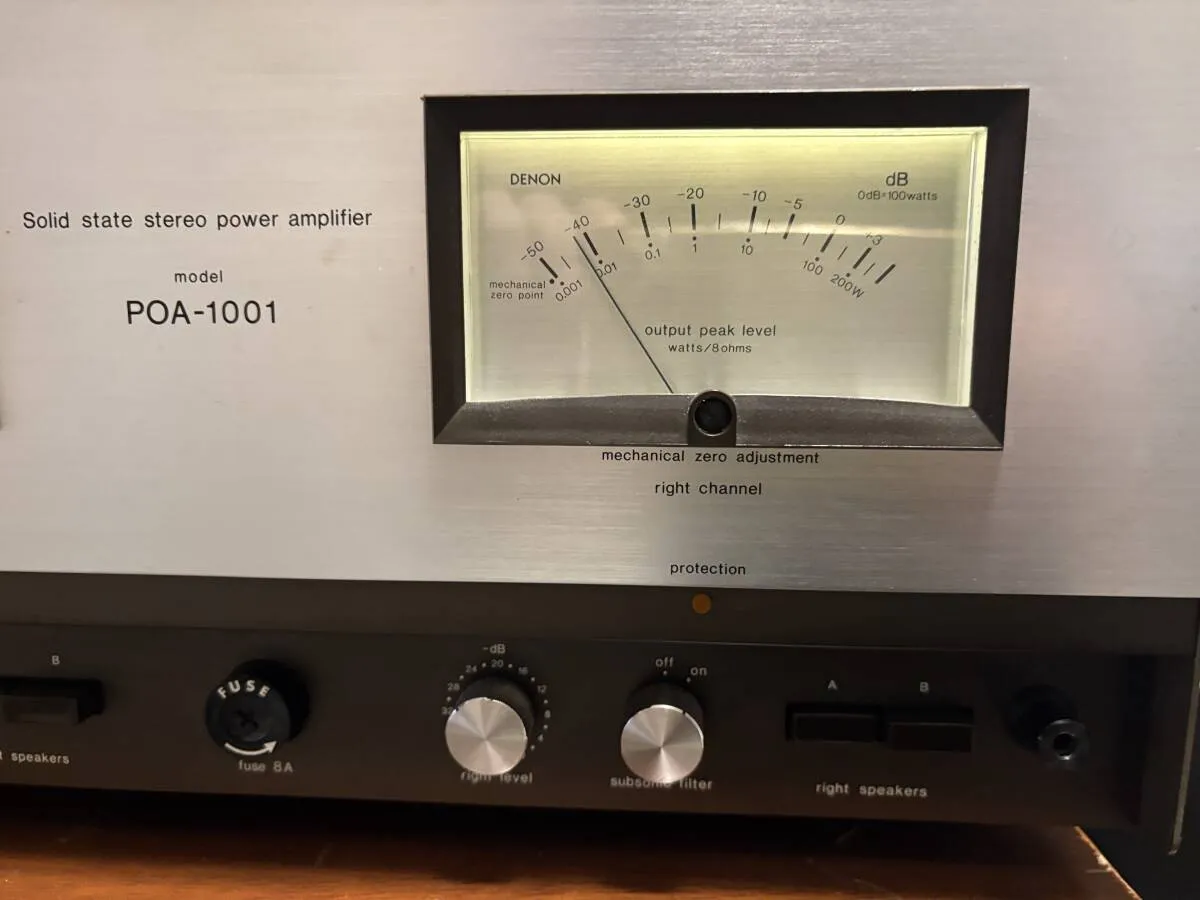 Solid state stereo power amplifier
model
POA-1001
DENON
dB
0dB=100watts
-50 -40 -30 -20 -10 -5 0 +3
0.001 0.01 0.1 1 10 100 200W
mechanical
zero point
output peak level
watts/8ohms
mechanical zero adjustment
right channel
protection
B
speakers
FUSE
fuse 8A
-dB
28 24 20 16 12 8 4
right level
off on
subsonic filter
A B
right speakers